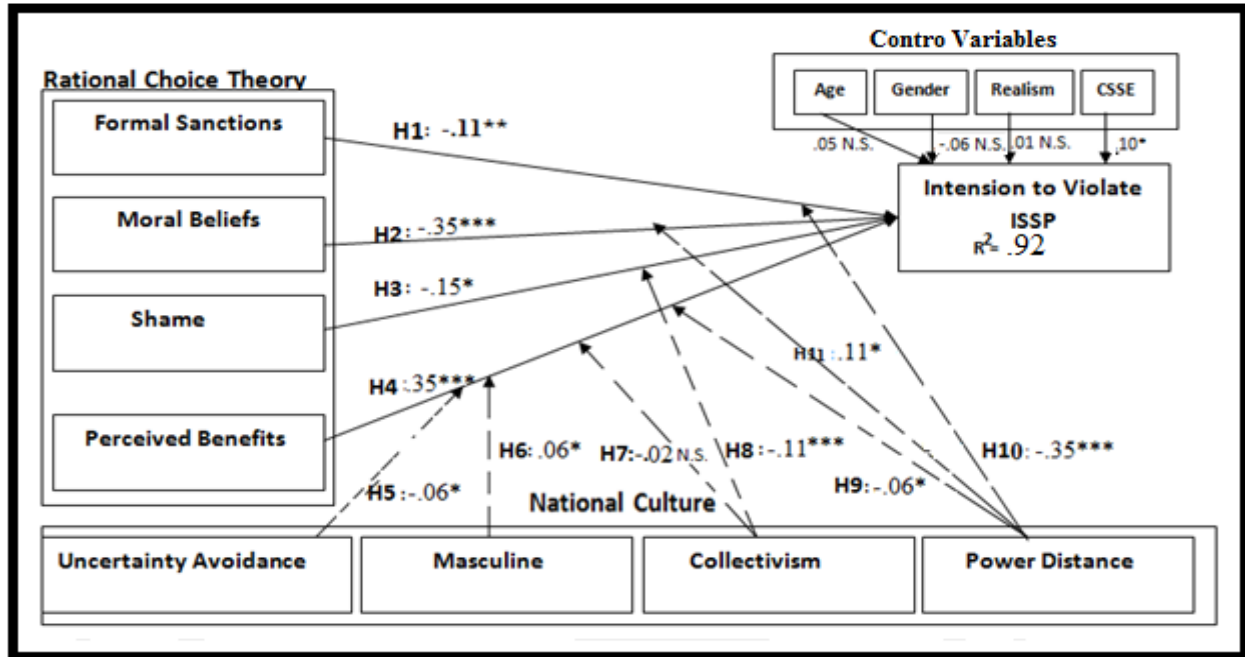 Contro Variables
Age
Gender
Realism
CSSE
.05 N.S.
-.06 N.S.
.01 N.S.
.10*
Rational Choice Theory
Formal Sanctions
Moral Beliefs
Shame
Perceived Benefits
H1: -.11**
H2: -.35***
H3: -.15*
H4:.35***
Intension to Violate
ISSP
R²= .92
H11 :.11*
H5:-.06*
H6: .06*
H7:-.02 N.S.
H8:-.11***
H9:-.06*
H10:-.35***
National Culture
Uncertainty Avoidance
Masculine
Collectivism
Power Distance